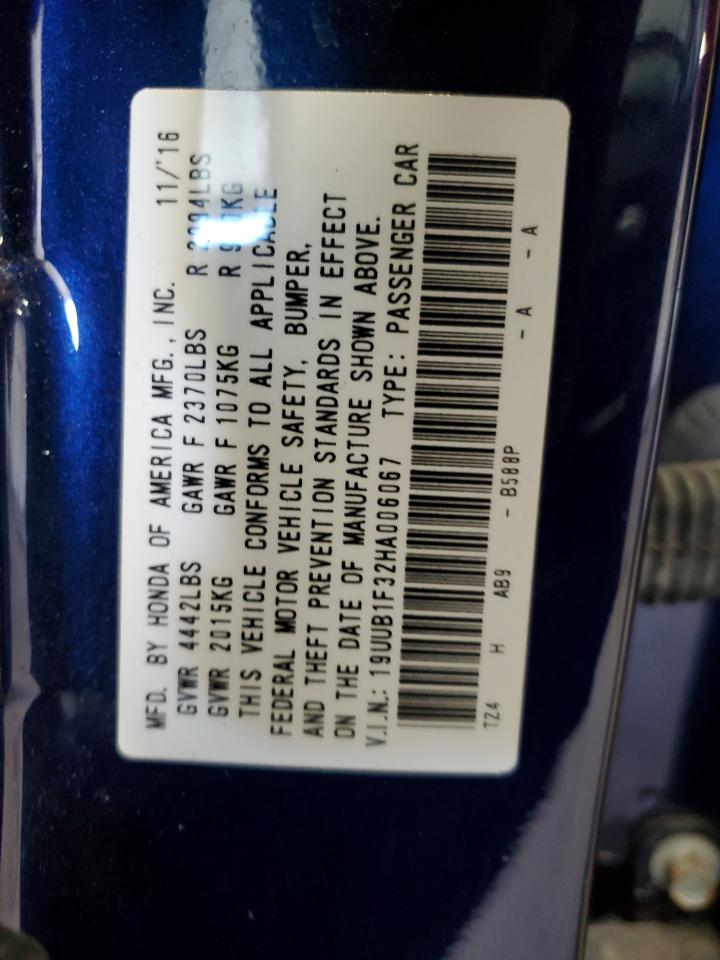 MFD. BY HONDA OF AMERICA MFG., INC. 11/'16
GVWR 4442LBS GAWR F 2370LBS R
GVWR 2015KG GAWR F 1075KG R
THIS VEHICLE CONFORMS TO ALL APPLICABLE
FEDERAL MOTOR VEHICLE SAFETY, BUMPER,
AND THEFT PREVENTION STANDARDS IN EFFECT
ON THE DATE OF MANUFACTURE SHOWN ABOVE.
V.I.N.: 19UUB1F32HA006067 TYPE: PASSENGER CAR
TZ4 H AB9 - B588P - A - A